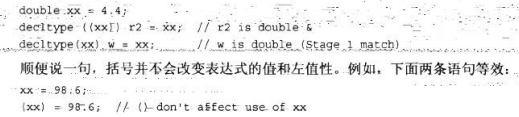 double xx = 4.4;
decltype ((xx)) r2 = xx; // r2 is double &
decltype(xx) w = xx; // w is double (Stage 1 match)
顺便说一句，括号并不会改变表达式的值和左值性。例如，下面两条语句等效：
xx = 98.6;
(xx) = 98.6; // () don't affect use of xx